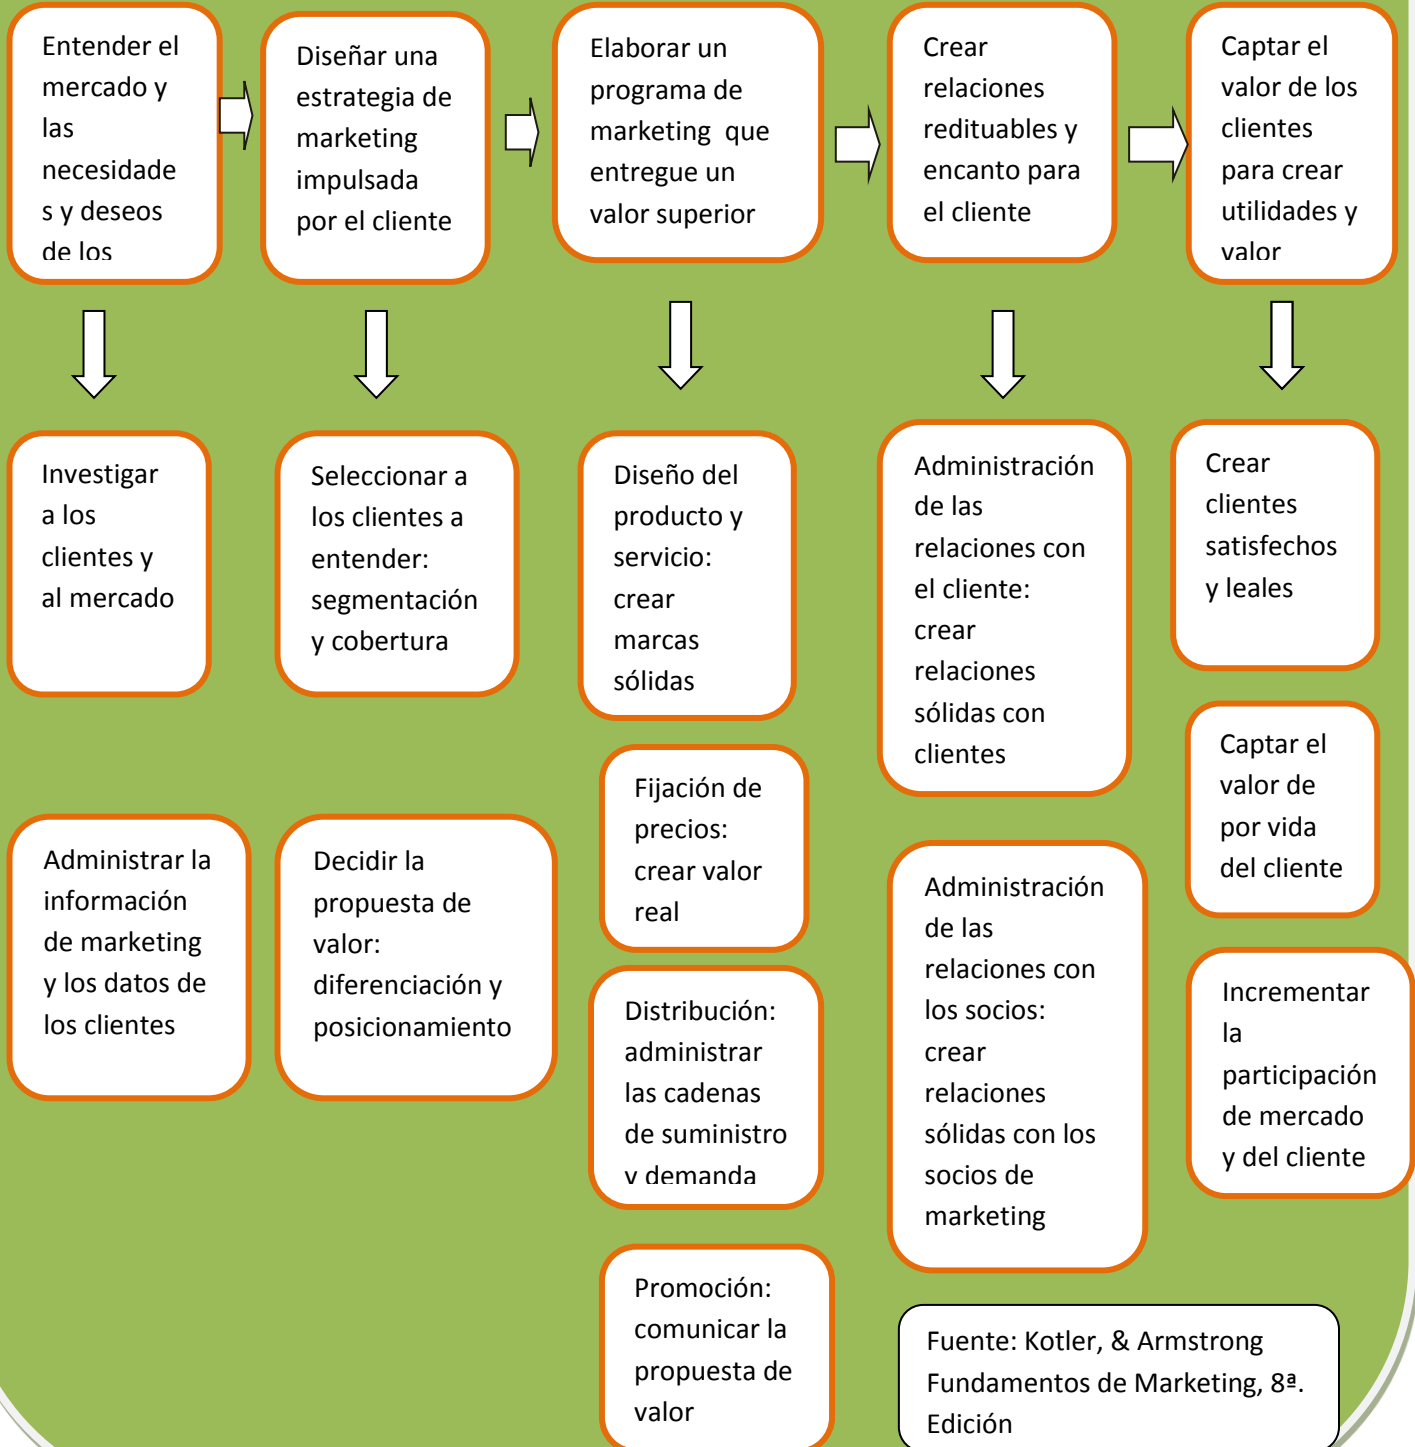 Entender el
mercado y
las
necesidade
s y deseos
de los
Diseñar una
estrategia de
marketing
impulsada
por el cliente
Elaborar un
programa de
marketing que
entregue un
valor superior
Crear
relaciones
redituables y
encanto para
el cliente
Captar el
valor de los
clientes
para crear
utilidades y
valor
Investigar
a los
clientes y
al mercado
Seleccionar a
los clientes a
entender:
segmentación
y cobertura
Diseño del
producto y
servicio:
crear
marcas
sólidas
Administración
de las
relaciones con
el cliente:
crear
relaciones
sólidas con
clientes
Crear
clientes
satisfechos
y leales
Administrar la
información
de marketing
y los datos de
los clientes
Decidir la
propuesta de
valor:
diferenciación y
posicionamiento
Fijación de
precios:
crear valor
real
Distribución:
administrar
las cadenas
de suministro
y demanda
Promoción:
comunicar la
propuesta de
valor
Administración
de las
relaciones con
los socios:
crear
relaciones
sólidas con los
socios de
marketing
Captar el
valor de
por vida
del cliente
Incrementar
la
participación
de mercado
y del cliente
Fuente: Kotler, & Armstrong
Fundamentos de Marketing, 8ª.
Edición